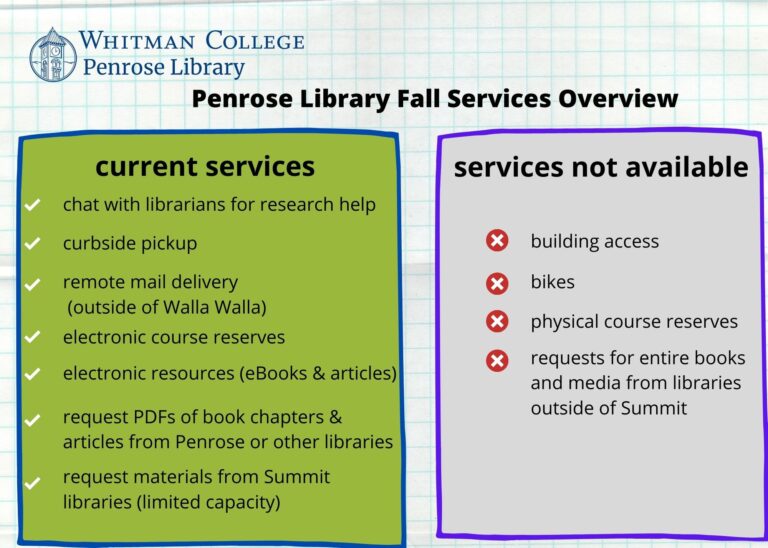 WHITMAN COLLEGE
Penrose Library
Penrose Library Fall Services Overview
current services
chat with librarians for research help
curbside pickup
remote mail delivery
(outside of Walla Walla)
electronic course reserves
electronic resources (eBooks & articles)
request PDFs of book chapters &
articles from Penrose or other libraries
request materials from Summit
libraries (limited capacity)
services not available
building access
bikes
physical course reserves
requests for entire books
and media from libraries
outside of Summit